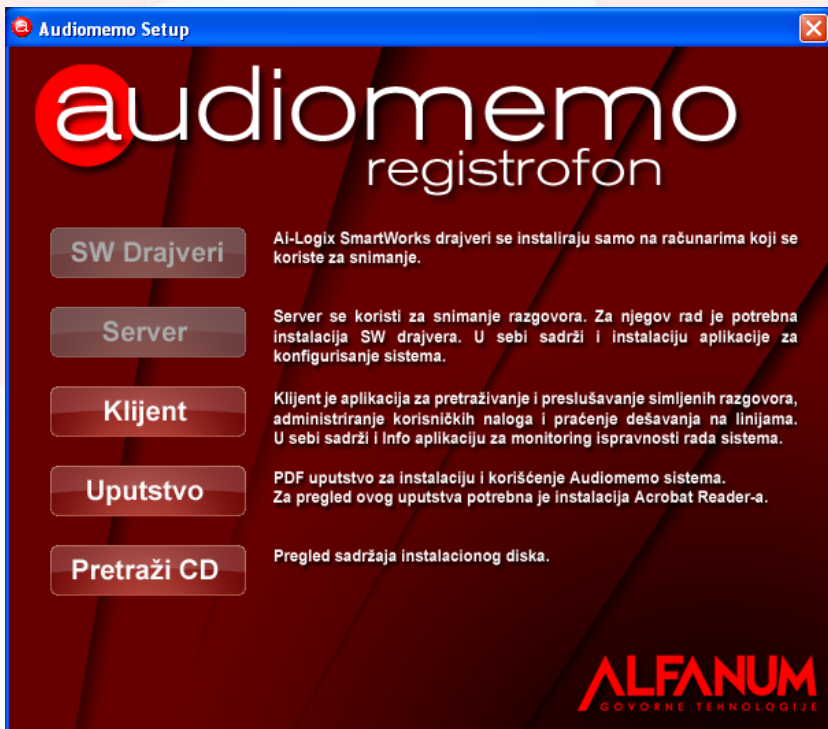 Audiomemo Setup
audiomemo
registrofon
SW Drajveri
Ai-Logix SmartWorks drajveri se instaliraju samo na računarima koji se
koriste za snimanje.
Server
Server se koristi za snimanje razgovora. Za njegov rad je potrebna
instalacija SW drajvera. U sebi sadrži i instalaciju aplikacije za
konfigurisanje sistema.
Klijent
Klijent je aplikacija za pretraživanje i preslušavanje simljenih razgovora,
administriranje korisničkih naloga i praćenje dešavanja na linijama.
U sebi sadrži i Info aplikaciju za monitoring ispravnosti rada sistema.
Uputstvo
PDF uputstvo za instalaciju i korišćenje Audiomemo sistema.
Za pregled ovog uputstva potrebna je instalacija Acrobat Reader-a.
Pretraži CD
Pregled sadržaja instalacionog diska.
ALFANUM
GOVORNE TEHNOLOGIJE